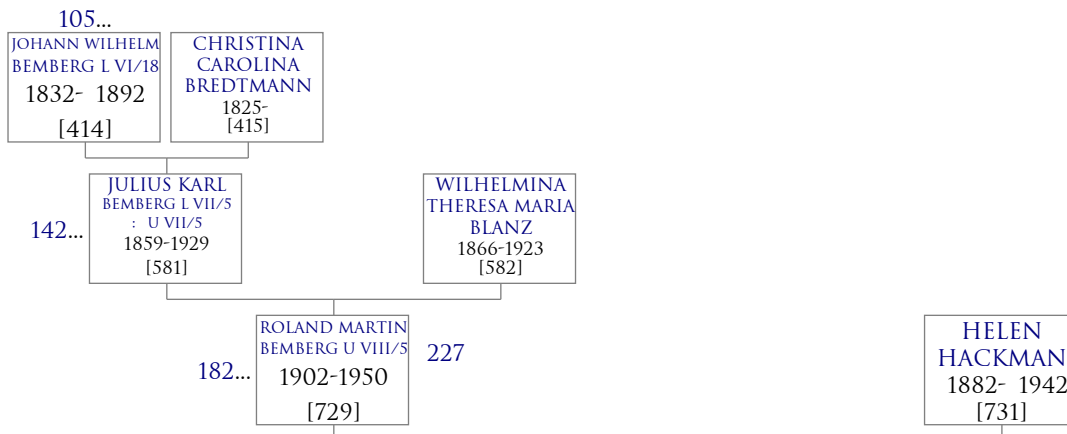 105...
JOHANN WILHELM
BEMBERG L VI/18
1832- 1892
[414]
CHRISTINA
CAROLINA
BREDTMANN
1825-
[415]
142...
JULIUS KARL
BEMBERG L VII/5
: U VII/5
1859-1929
[581]
WILHELMINA
THERESA MARIA
BLANZ
1866-1923
[582]
182...
ROLAND MARTIN
BEMBERG U VIII/5
1902-1950
[729]
227
HELEN
HACKMAN
1882- 1942
[731]